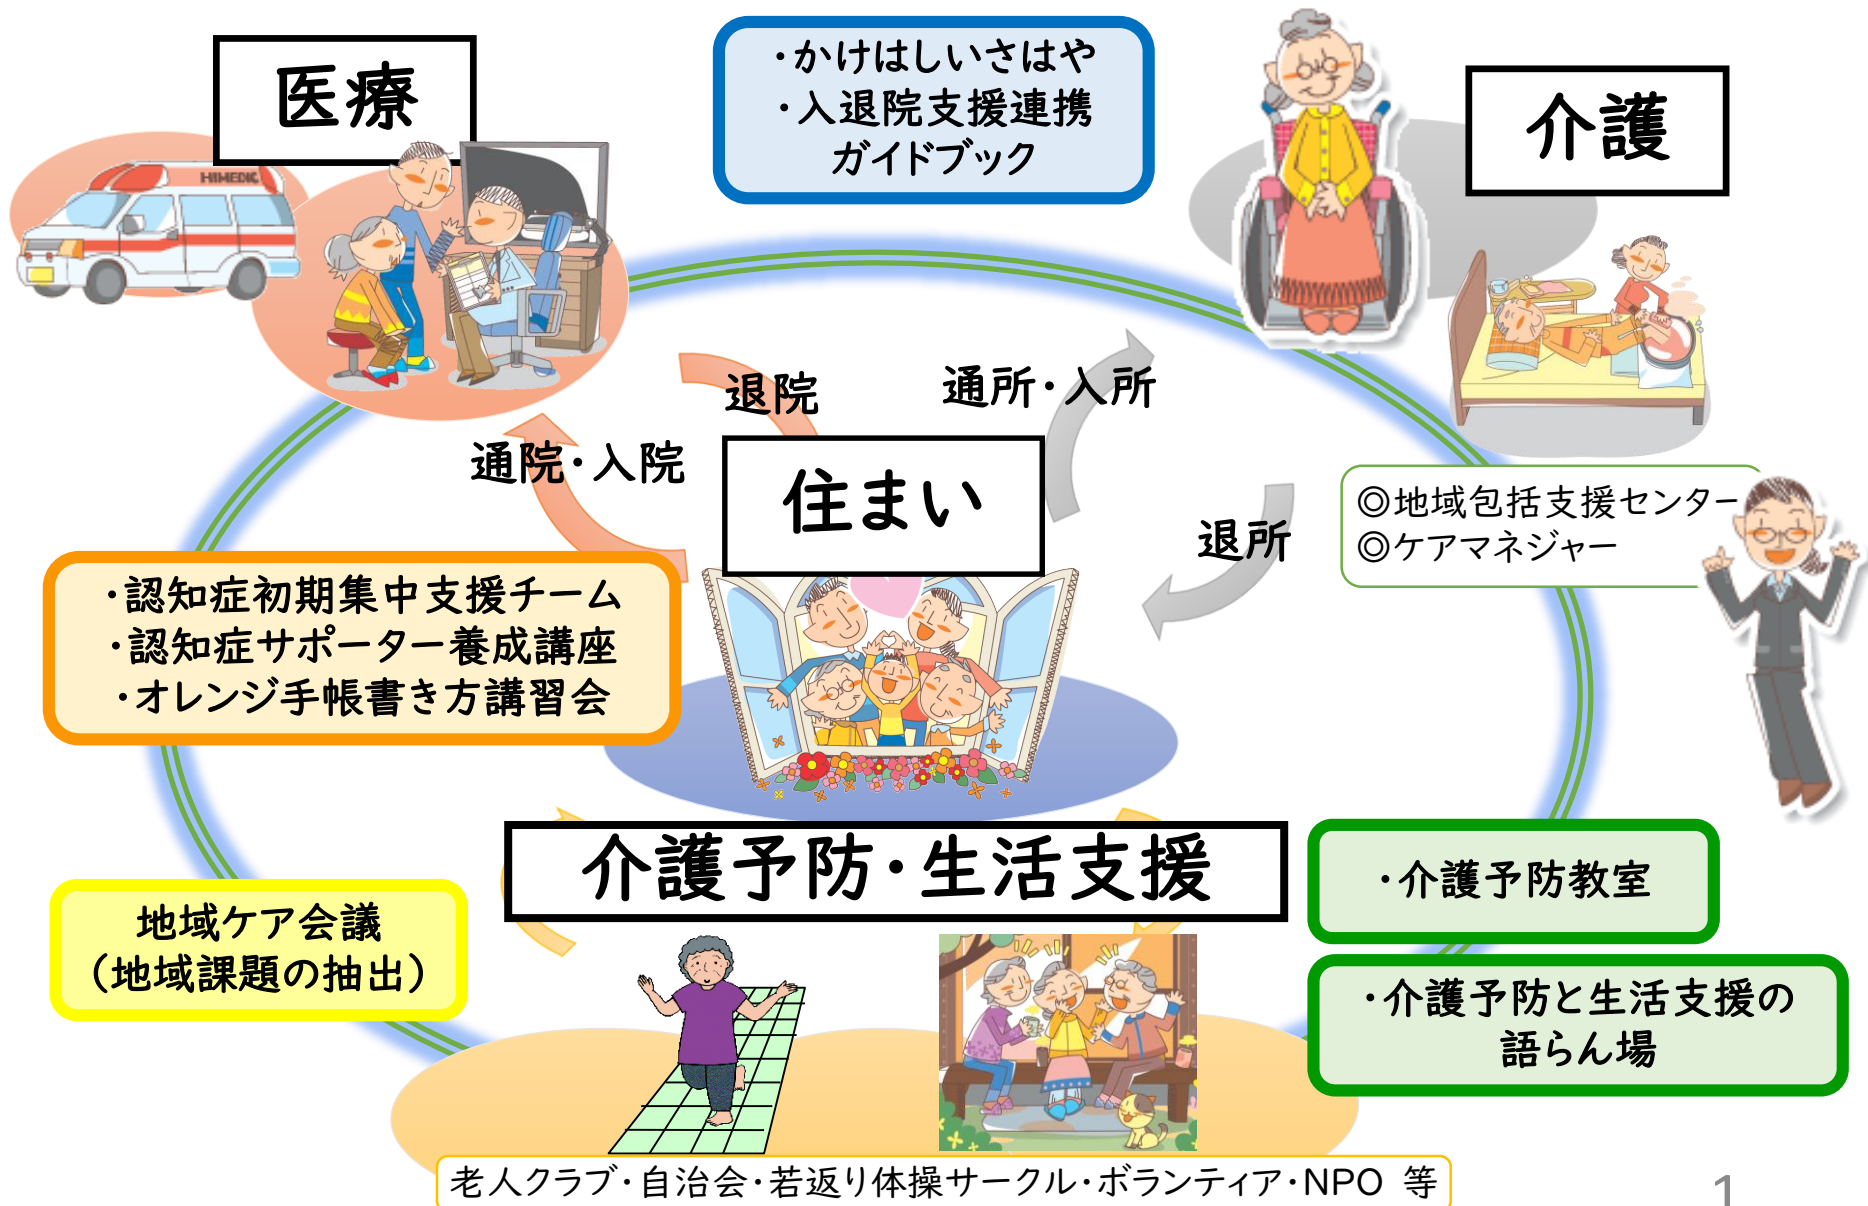 医療
HIMEDIC
・かけはしいさはや
・入退院支援連携
ガイドブック
介護
退院
通所・入所
通院・入院
住まい
退所
◎地域包括支援センター
◎ケアマネジャー
・認知症初期集中支援チーム
・認知症サポーター養成講座
・オレンジ手帳書き方講習会
介護予防・生活支援
・介護予防教室
地域ケア会議
（地域課題の抽出）
・介護予防と生活支援の
語らん場
老人クラブ・自治会・若返り体操サークル・ボランティア・NPO 等
1